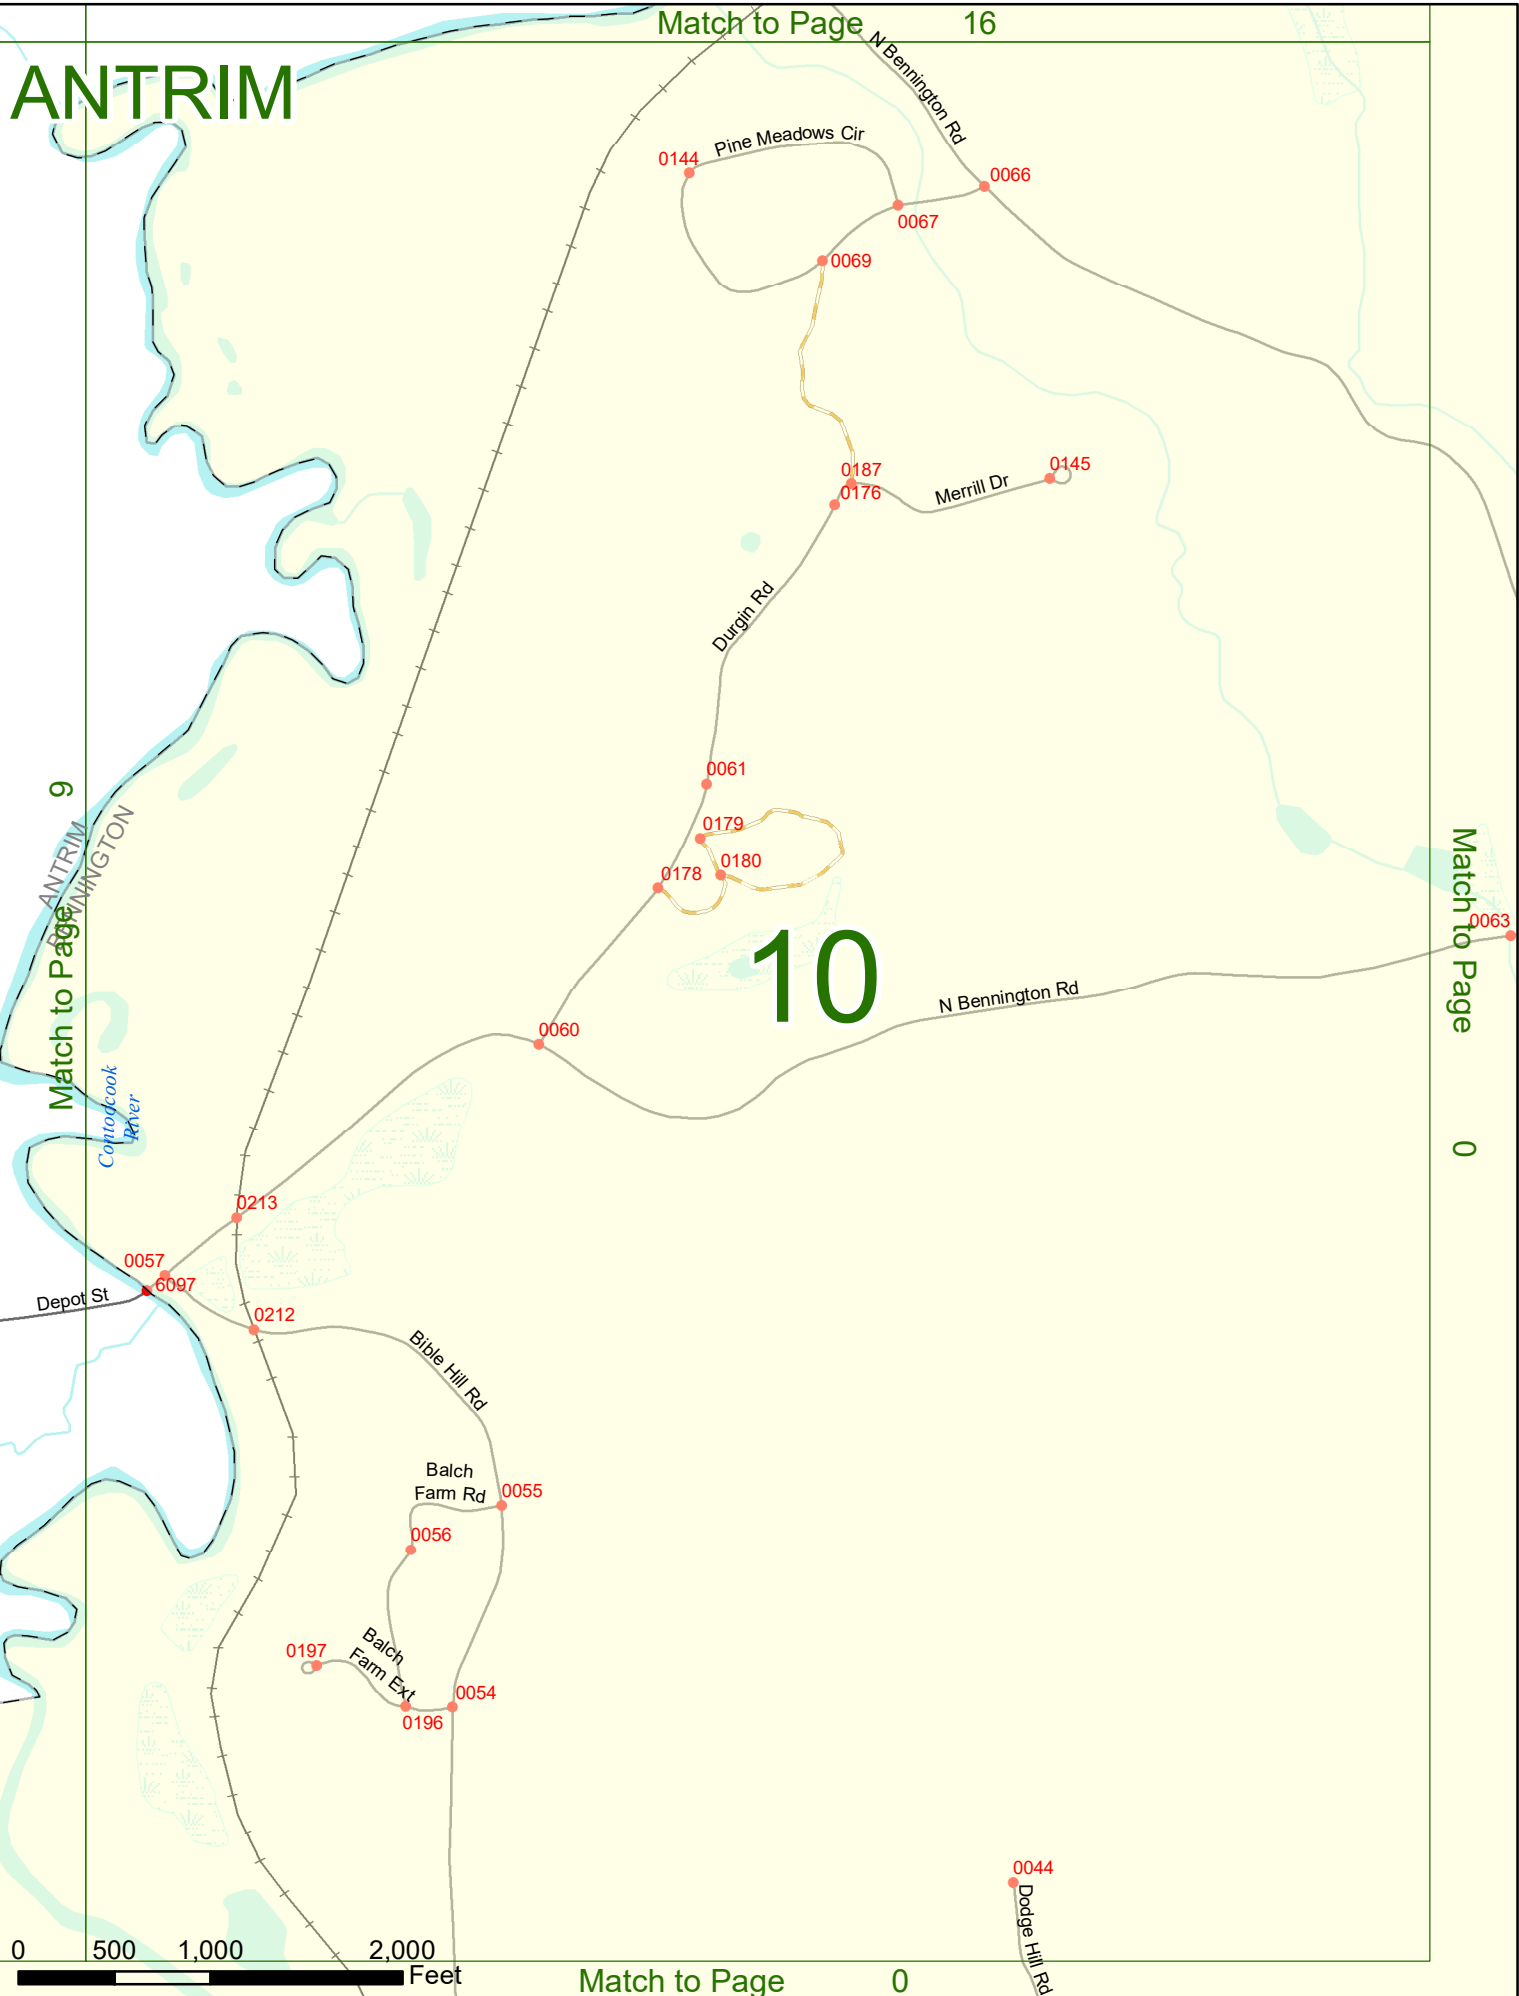 Match to Page 16
ANTRIM
N Bennington Rd
Pine Meadows Cir
0144
0066
0067
0069
0187
0145
0176
Merrill Dr
Durgin Rd
0061
9
Match to Page
ANTRIM
BENNINGTON
0179
0180
0178
10
Match to Page
0
0063
N Bennington Rd
0060
Contoocook
River
0213
0057
6097
Depot St
0212
Bible Hill Rd
Balch
Farm Rd
0055
0056
Balch
Farm Ext
0197
0054
0196
0044
Dodge Hill Rd
0 500 1,000 2,000
Feet
Match to Page 0